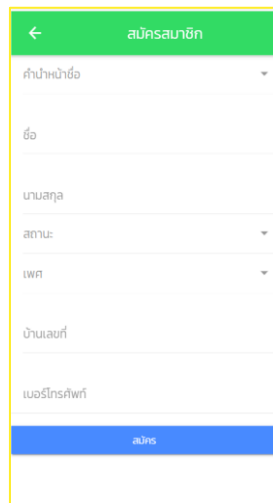 สมัครสมาชิก
คำนำหน้าชื่อ
ชื่อ
นามสกุล
สถานะ
เพศ
บ้านเลขที่
เบอร์โทรศัพท์
สมัคร